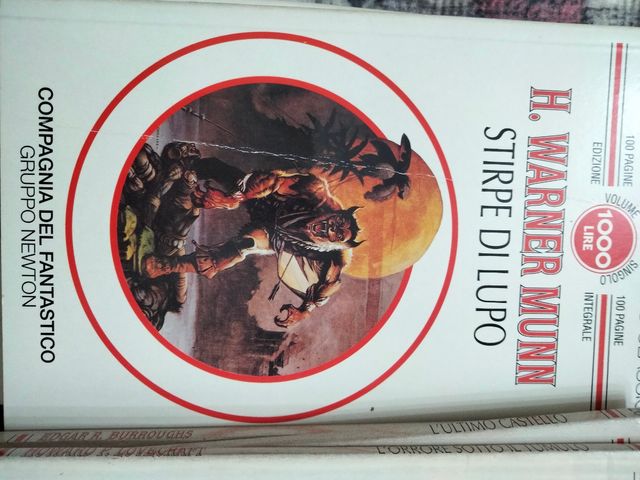 100 PAGINE
EDIZIONE
VOLUME
1000
LIRE
SINGOLO
100 PAGINE
INTEGRALE
H. WARNER MUNN
STIRPE DI LUPO
COMPAGNIA DEL FANTASTICO
GRUPPO NEWTON
EDGAR R. BURROUGHS
L'ULTIMO CASTELLO
HOWARD P. LOVECRAFT
L'ORRORE SOTTO IL TUMULO